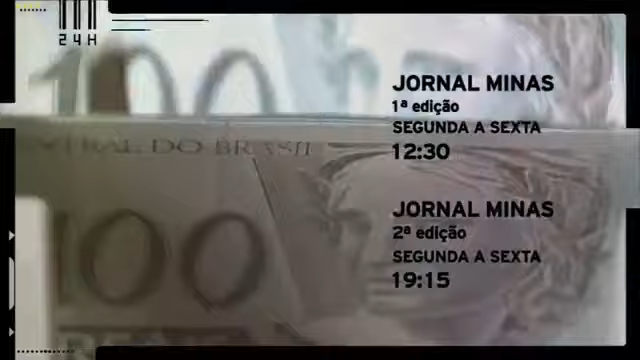 24H
100
JORNAL MINAS
1ª edição
SEGUNDA A SEXTA
12:30
NTRAL DO BRASIL
JORNAL MINAS
2ª edição
SEGUNDA A SEXTA
19:15
100